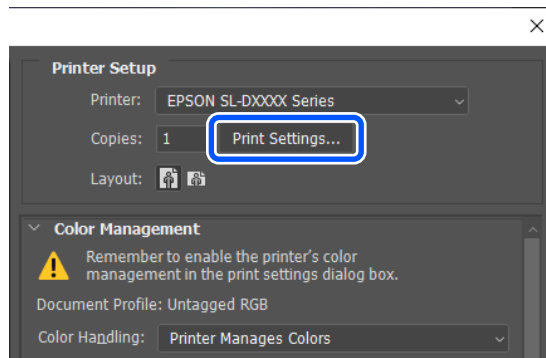 Printer Setup
Printer: EPSON SL-DXXXX Series
Copies: 1 Print Settings...
Layout:
Color Management
Remember to enable the printer's color
management in the print settings dialog box.
Document Profile: Untagged RGB
Color Handling: Printer Manages Colors